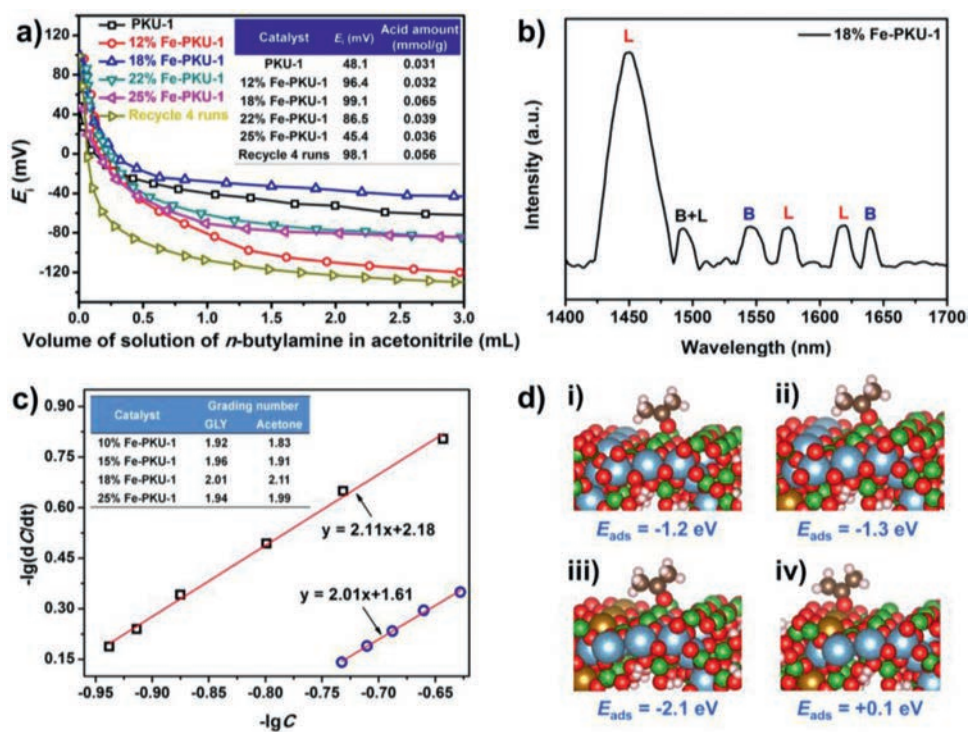 a)
PKU-1
12% Fe-PKU-1
18% Fe-PKU-1
22% Fe-PKU-1
25% Fe-PKU-1
Recycle 4 runs
Catalyst Ei (mV) Acid amount (mmol/g)
PKU-1 48.1 0.031
12% Fe-PKU-1 96.4 0.032
18% Fe-PKU-1 99.1 0.065
22% Fe-PKU-1 86.5 0.039
25% Fe-PKU-1 45.4 0.036
Recycle 4 runs 98.1 0.056
Ei (mV)
120
80
40
0
-40
-80
-120
0.0 0.5 1.0 1.5 2.0 2.5 3.0
Volume of solution of n-butylamine in acetonitrile (mL)
b)
18% Fe-PKU-1
L
B+L B L L B
Intensity (a.u.)
1400 1450 1500 1550 1600 1650 1700
Wavelength (nm)
c)
Catalyst Grading number
GLY Acetone
10% Fe-PKU-1 1.92 1.83
15% Fe-PKU-1 1.96 1.91
18% Fe-PKU-1 2.01 2.11
25% Fe-PKU-1 1.94 1.99
y = 2.11x+2.18
y = 2.01x+1.61
-lg(dC/dt)
0.90
0.75
0.60
0.45
0.30
0.15
-0.95 -0.90 -0.85 -0.80 -0.75 -0.70 -0.65
-lgC
d)
i)
Eads = -1.2 eV
ii)
Eads = -1.3 eV
iii)
Eads = -2.1 eV
iv)
Eads = +0.1 eV